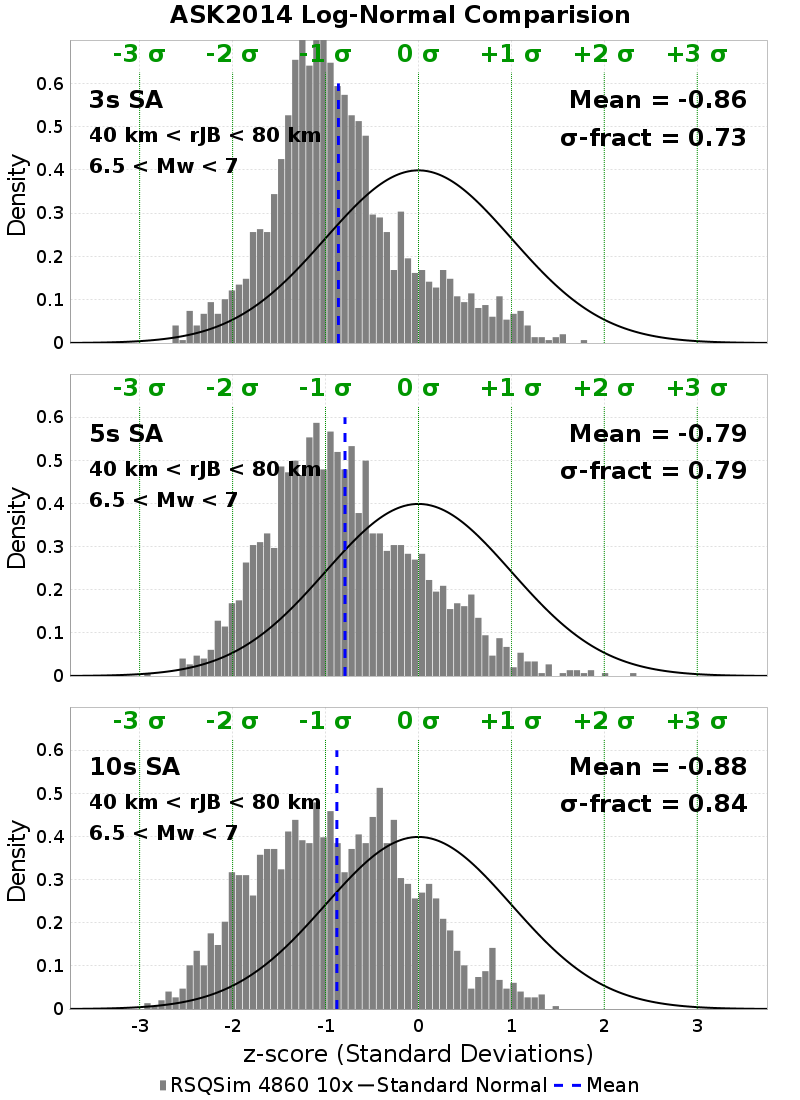 ASK2014 Log-Normal Comparision
-3 σ -2 σ -1 σ 0 σ +1 σ +2 σ +3 σ
3s SA
40 km < rJB < 80 km
6.5 < Mw < 7
Mean = -0.86
σ-fract = 0.73
Density
0.6
0.5
0.4
0.3
0.2
0.1
0
-3 σ -2 σ -1 σ 0 σ +1 σ +2 σ +3 σ
5s SA
40 km < rJB < 80 km
6.5 < Mw < 7
Mean = -0.79
σ-fract = 0.79
Density
0.6
0.5
0.4
0.3
0.2
0.1
0
-3 σ -2 σ -1 σ 0 σ +1 σ +2 σ +3 σ
10s SA
40 km < rJB < 80 km
6.5 < Mw < 7
Mean = -0.88
σ-fract = 0.84
Density
0.6
0.5
0.4
0.3
0.2
0.1
0
-3 -2 -1 0 1 2 3
z-score (Standard Deviations)
RSQSim 4860 10x Standard Normal Mean